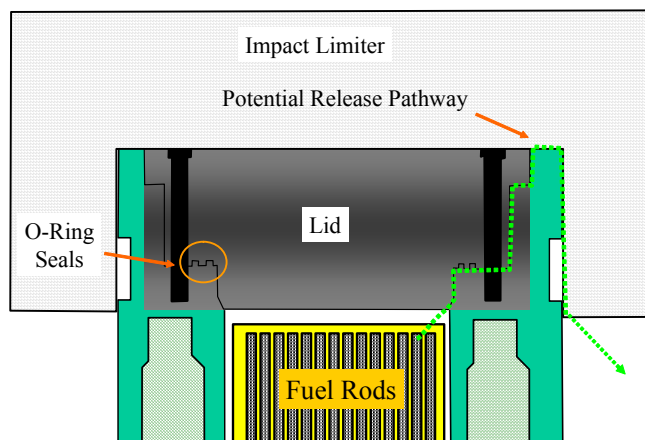 Impact Limiter
Potential Release Pathway
Lid
O-Ring
Seals
Fuel Rods